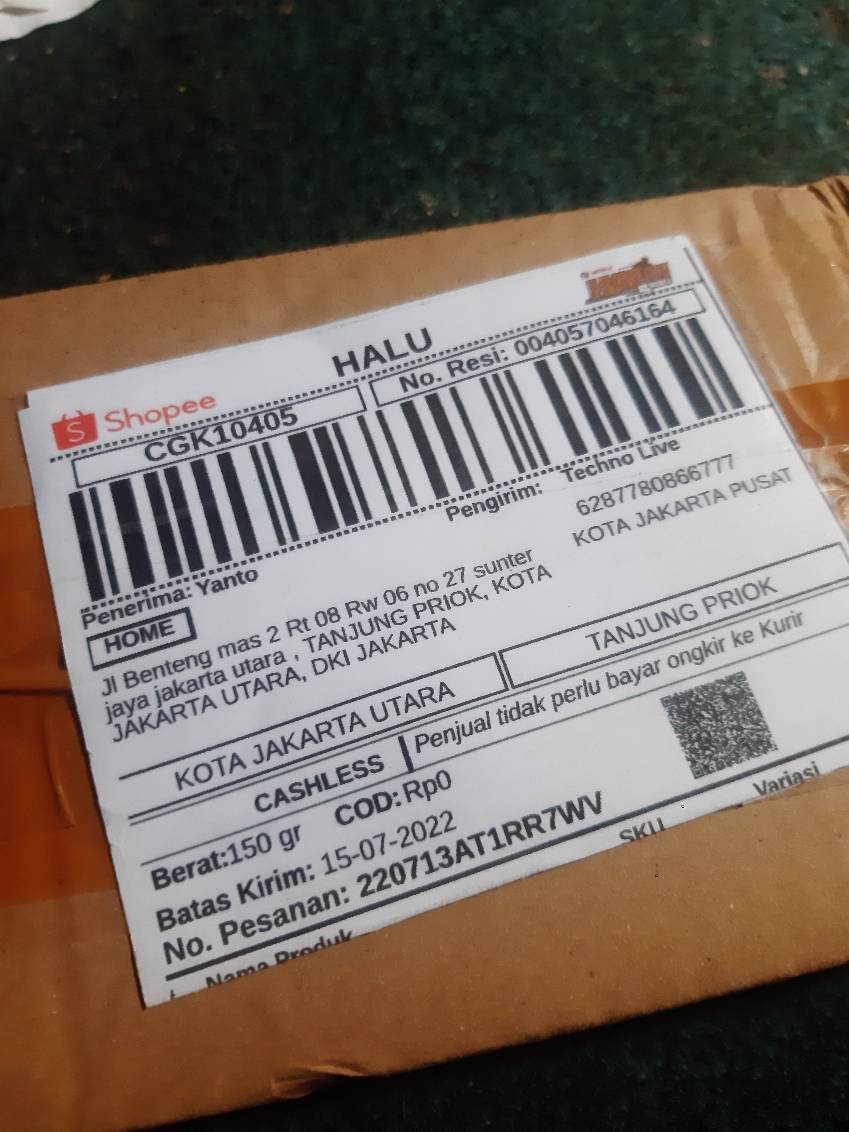 HALU
Shopee
CGK10405
No. Resi: 004057046164
Penerima: Yanto
Pengirim: Techno Live
6287780866777
KOTA JAKARTA PUSAT
HOME
Jl Benteng mas 2 Rt 08 Rw 06 no 27 sunter
jaya jakarta utara , TANJUNG PRIOK, KOTA
JAKARTA UTARA, DKI JAKARTA
KOTA JAKARTA UTARA
TANJUNG PRIOK
CASHLESS
Penjual tidak perlu bayar ongkir ke Kurir
Berat:150 gr
COD:Rp0
Batas Kirim: 15-07-2022
No. Pesanan: 220713AT1RR7WV
Nama Produk
SKU
Variasi